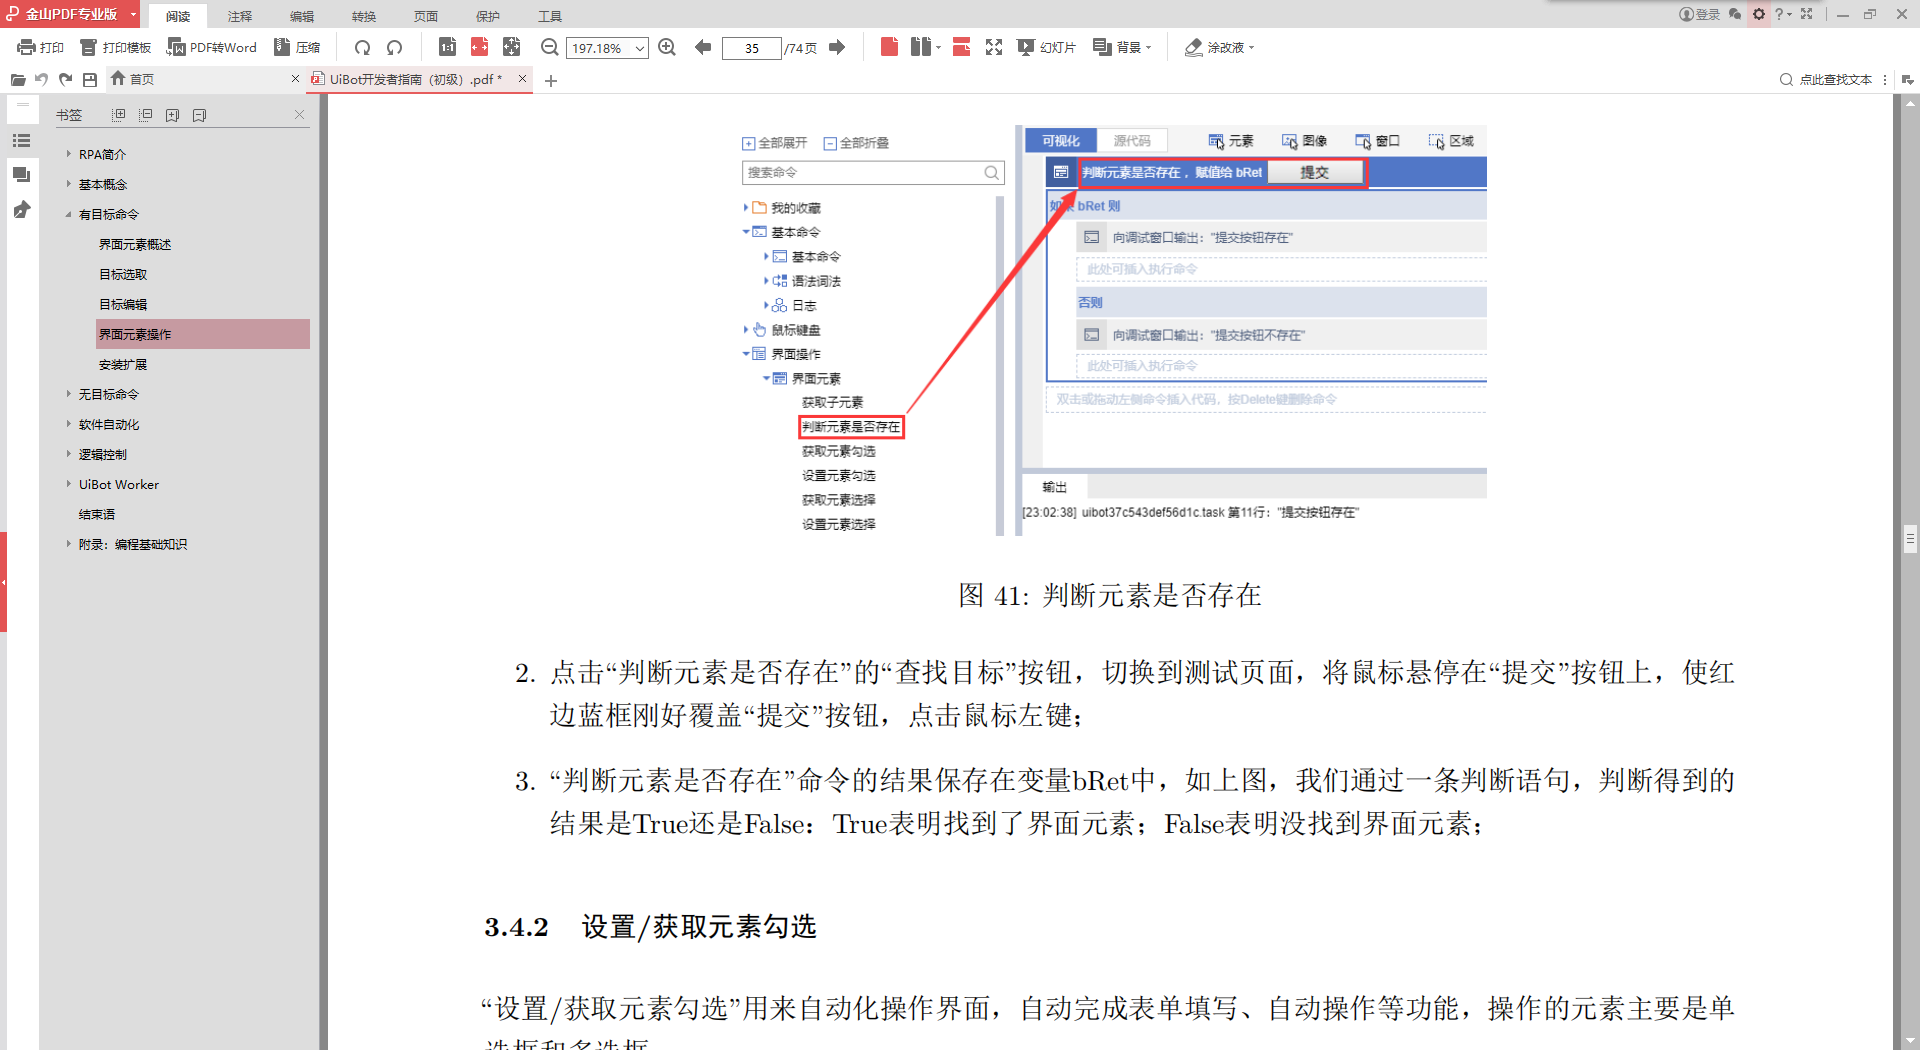 金山PDF专业版
阅读 注释 编辑 转换 页面 保护 工具
登录
打印 打印模板 PDF转Word 压缩 1:1 197.18% 35 /74页 幻灯片 背景 涂改液
首页 UiBot开发者指南（初级）.pdf * 点此查找文本
书签
RPA简介
基本概念
有目标命令
界面元素概述
目标选取
目标编辑
界面元素操作
安装扩展
无目标命令
软件自动化
逻辑控制
UiBot Worker
结束语
附录：编程基础知识
全部展开 全部折叠
搜索命令
我的收藏
基本命令
基本命令
语法词法
日志
鼠标键盘
界面操作
界面元素
获取子元素
判断元素是否存在
获取元素勾选
设置元素勾选
获取元素选择
设置元素选择
可视化 源代码 元素 图像 窗口 区域
判断元素是否存在，赋值给 bRet 提交
如果 bRet 则
向调试窗口输出："提交按钮存在"
此处可插入执行命令
否则
向调试窗口输出："提交按钮不存在"
此处可插入执行命令
双击或拖动左侧命令插入代码，按Delete键删除命令
输出
[23:02:38] uibot37c543def56d1c.task 第11行："提交按钮存在"
图 41: 判断元素是否存在
2. 点击“判断元素是否存在”的“查找目标”按钮，切换到测试页面，将鼠标悬停在“提交”按钮上，使红
边蓝框刚好覆盖“提交”按钮，点击鼠标左键；
3. “判断元素是否存在”命令的结果保存在变量bRet中，如上图，我们通过一条判断语句，判断得到的
结果是True还是False：True表明找到了界面元素；False表明没找到界面元素；
3.4.2 设置/获取元素勾选
“设置/获取元素勾选”用来自动化操作界面，自动完成表单填写、自动操作等功能，操作的元素主要是单
选框和多选框